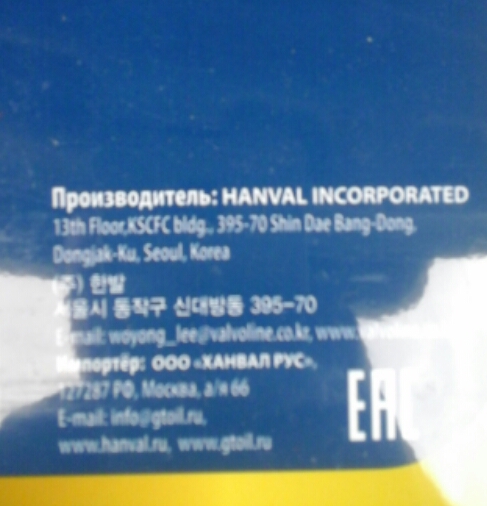 Производитель: HANVAL INCORPORATED
13th Floor,KSCFC bldg., 395-70 Shin Dae Bang-Dong,
Dongjak-Ku, Seoul, Korea
(주) 한발
서울시 동작구 신대방동 395-70
E-mail: woyong_lee@valvoline.co.kr,
Импортёр: ООО «ХАНВАЛ РУС»,
127287 РФ, Москва, а/я 66
E-mail: info@gtoil.ru,
www.hanval.ru, www.gtoil.ru
EAC